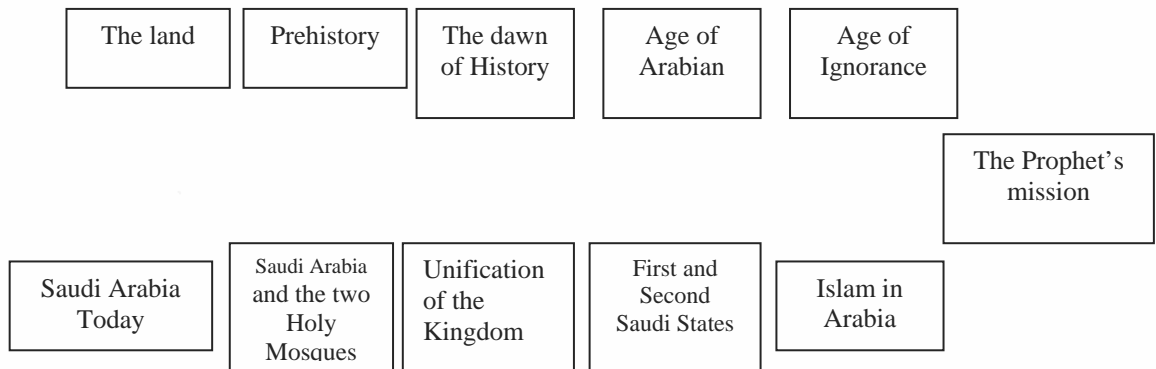 The land
Prehistory
The dawn
of History
Age of
Arabian
Age of
Ignorance
The Prophet’s
mission
Saudi Arabia
Today
Saudi Arabia
and the two
Holy
Mosques
Unification
of the
Kingdom
First and
Second
Saudi States
Islam in
Arabia